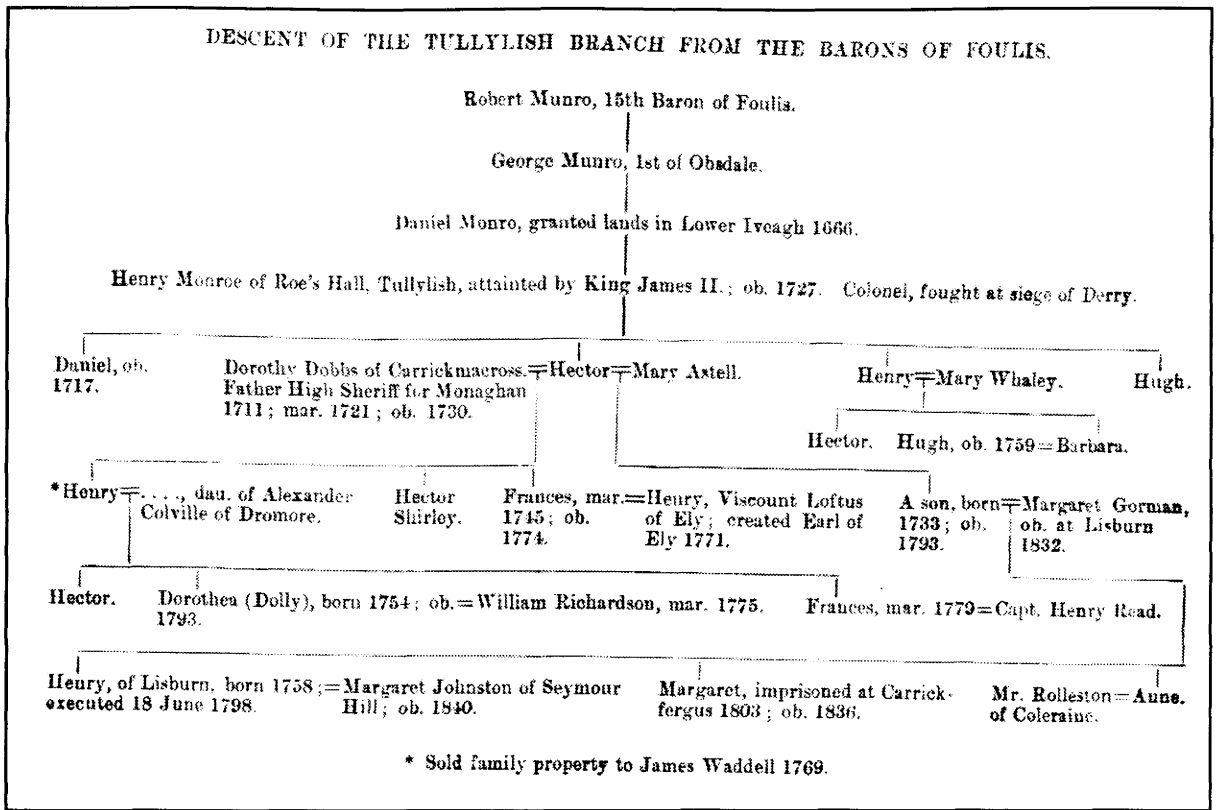 DESCENT OF THE TULLYLISH BRANCH FROM THE BARONS OF FOULIS.
Robert Munro, 15th Baron of Foulis.
George Munro, 1st of Obsdale.
Daniel Monro, granted lands in Lower Iveagh 1666.
Henry Monroe of Roe's Hall, Tullylish, attainted by King James II.; ob. 1727. Colonel, fought at siege of Derry.
Daniel, ob.
1717.
Dorothy Dobbs of Carrickmacross.=Hector=Mary Axtell.
Father High Sheriff for Monaghan
1711; mar. 1721; ob. 1730.
Henry=Mary Whaley.
Hugh.
Hector. Hugh, ob. 1759=Barbara.
*Henry=...., dau. of Alexander
Colville of Dromore.
Hector
Shirley.
Frances, mar.=Henry, Viscount Loftus
1745; ob. of Ely; created Earl of
1774. Ely 1771.
A son, born=Margaret Gorman,
1733; ob. ob. at Lisburn
1793. 1832.
Hector.
Dorothea (Dolly), born 1754; ob.=William Richardson, mar. 1775.
1793.
Frances, mar. 1779=Capt. Henry Read.
Henry, of Lisburn, born 1758;=Margaret Johnston of Seymour
executed 18 June 1798. Hill; ob. 1840.
Margaret, imprisoned at Carrick-
fergus 1803; ob. 1836.
Mr. Rolleston=Anne.
of Coleraine.
* Sold family property to James Waddell 1769.